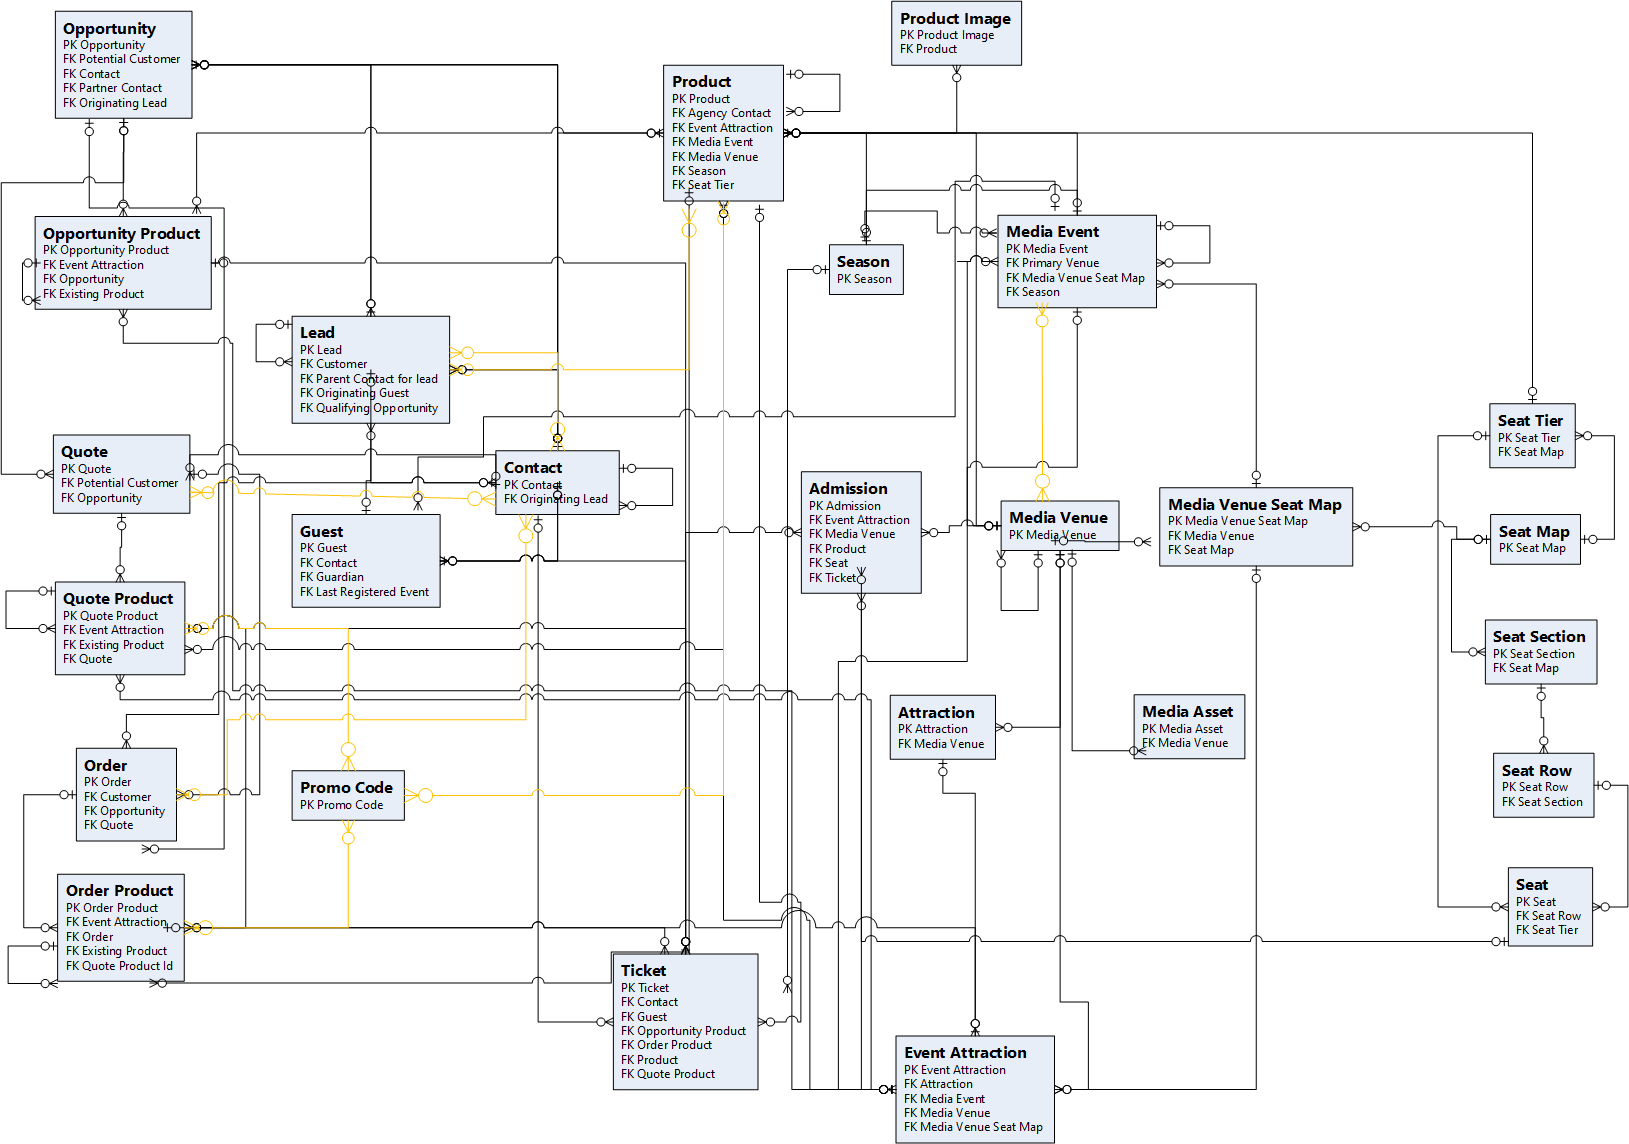 Opportunity
PK Opportunity
FK Potential Customer
FK Contact
FK Partner Contact
FK Originating Lead
Product Image
PK Product Image
FK Product
Product
PK Product
FK Agency Contact
FK Event Attraction
FK Media Event
FK Media Venue
FK Season
FK Seat Tier
Opportunity Product
PK Opportunity Product
FK Event Attraction
FK Opportunity
FK Existing Product
Season
PK Season
Media Event
PK Media Event
FK Primary Venue
FK Media Venue Seat Map
FK Season
Lead
PK Lead
FK Customer
FK Parent Contact for lead
FK Originating Guest
FK Qualifying Opportunity
Quote
PK Quote
FK Potential Customer
FK Opportunity
Contact
PK Contact
FK Originating Lead
Guest
PK Guest
FK Contact
FK Guardian
FK Last Registered Event
Admission
PK Admission
FK Event Attraction
FK Media Venue
FK Product
FK Seat
FK Ticket
Media Venue
PK Media Venue
Media Venue Seat Map
PK Media Venue Seat Map
FK Media Venue
FK Seat Map
Seat Tier
PK Seat Tier
FK Seat Map
Seat Map
PK Seat Map
Quote Product
PK Quote Product
FK Event Attraction
FK Existing Product
FK Quote
Seat Section
PK Seat Section
FK Seat Map
Attraction
PK Attraction
FK Media Venue
Media Asset
PK Media Asset
FK Media Venue
Order
PK Order
FK Customer
FK Opportunity
FK Quote
Promo Code
PK Promo Code
Seat Row
PK Seat Row
FK Seat Section
Order Product
PK Order Product
FK Event Attraction
FK Order
FK Existing Product
FK Quote Product Id
Seat
PK Seat
FK Seat Row
FK Seat Tier
Ticket
PK Ticket
FK Contact
FK Guest
FK Opportunity Product
FK Order Product
FK Product
FK Quote Product
Event Attraction
PK Event Attraction
FK Attraction
FK Media Event
FK Media Venue
FK Media Venue Seat Map